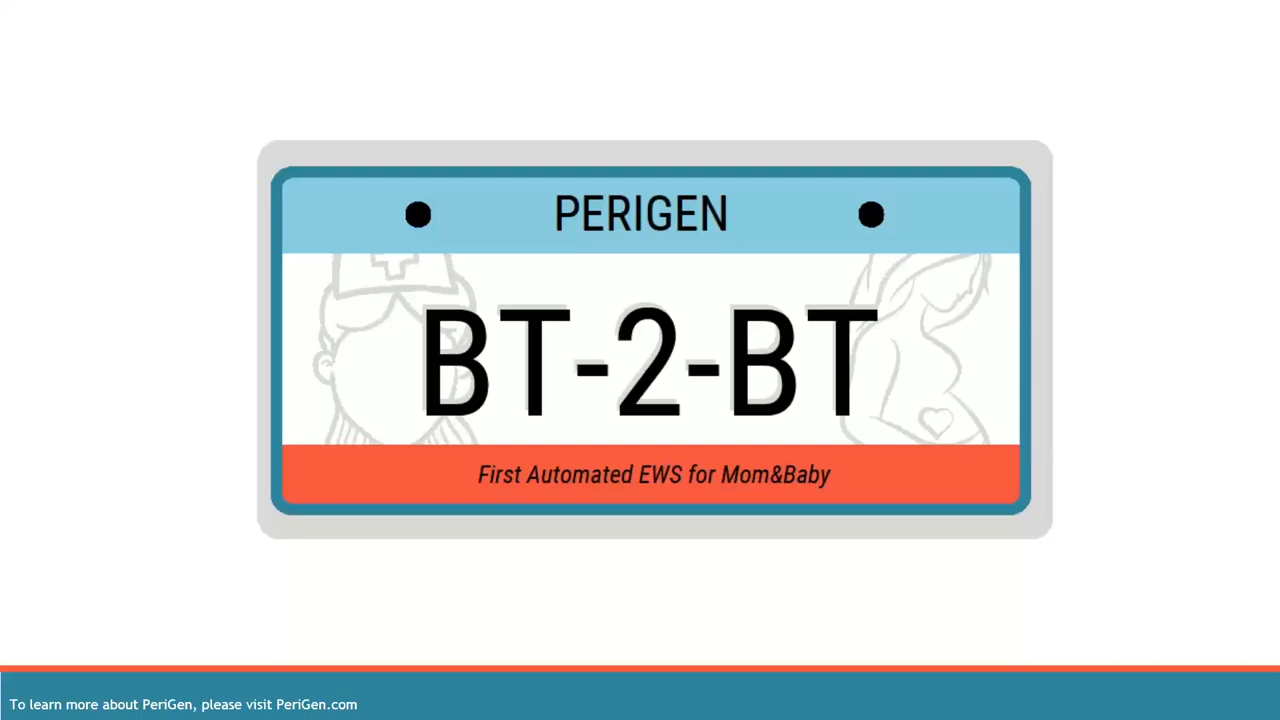 PERIGEN
BT-2-BT
First Automated EWS for Mom&Baby
To learn more about PeriGen, please visit PeriGen.com